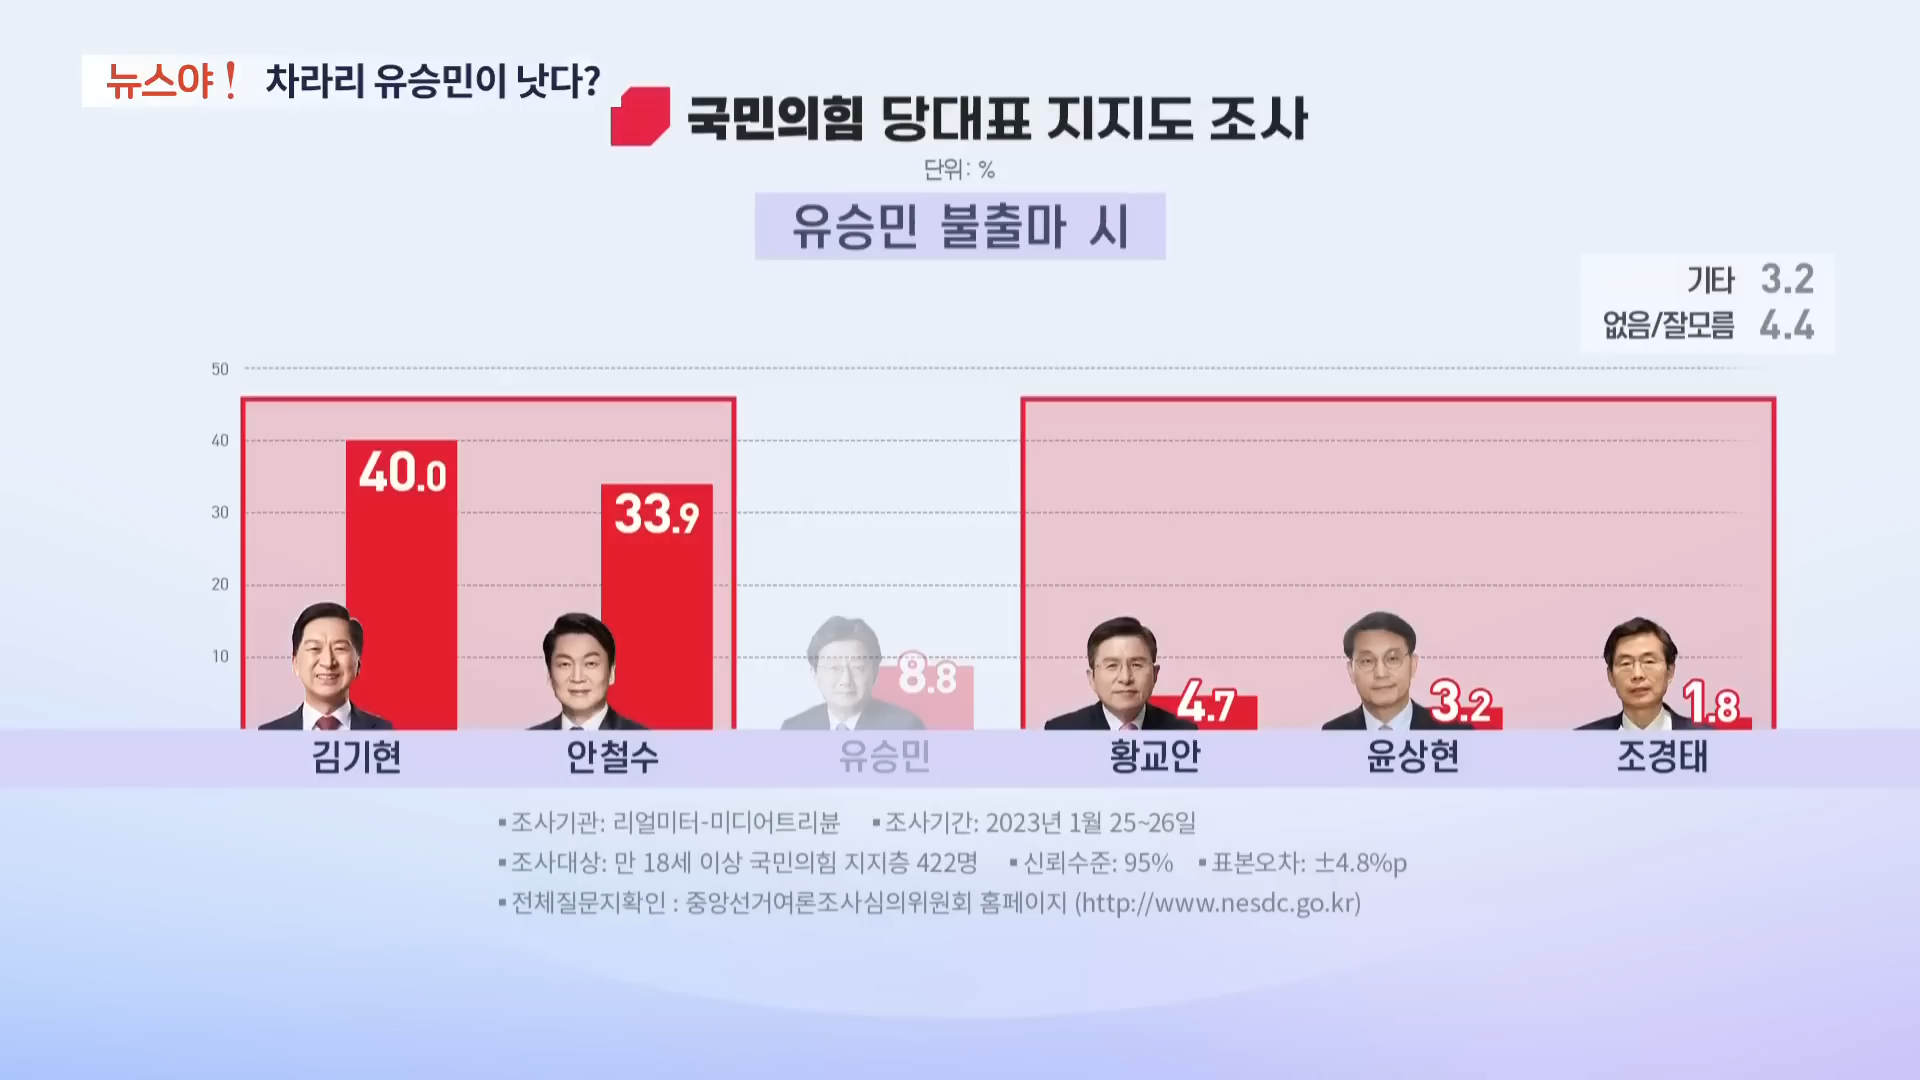 뉴스야! 차라리 유승민이 낫다?
국민의힘 당대표 지지도 조사
단위: %
유승민 불출마 시
기타 3.2
없음/잘모름 4.4
50
40
30
20
10
40.0
33.9
8.8
4.7
3.2
1.8
김기현 안철수 유승민 황교안 윤상현 조경태
▪조사기관: 리얼미터-미디어트리뷴 ▪조사기간: 2023년 1월 25~26일
▪조사대상: 만 18세 이상 국민의힘 지지층 422명 ▪신뢰수준: 95% ▪표본오차: ±4.8%p
▪전체질문지확인 : 중앙선거여론조사심의위원회 홈페이지 (http://www.nesdc.go.kr)